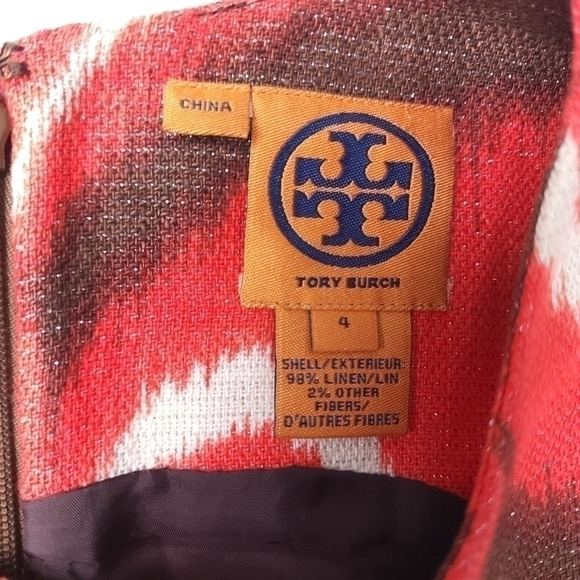 CHINA
TORY BURCH
4
SHELL/EXTERIEUR:
98% LINEN/LIN
2% OTHER
FIBERS/
D'AUTRES FIBRES